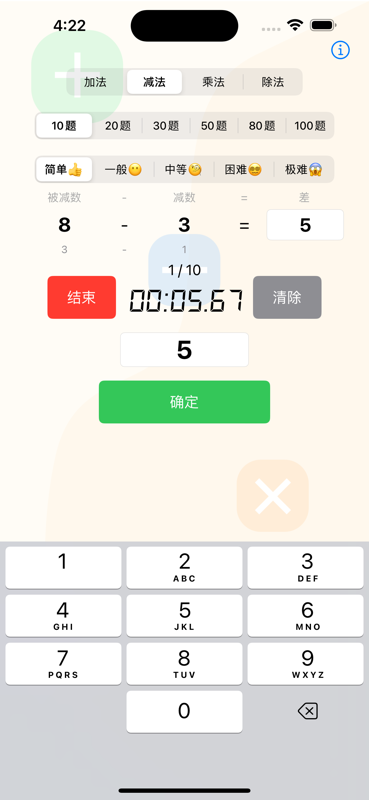 4:22
加法 减法 乘法 除法
10题 20题 30题 50题 80题 100题
简单👍 一般😶 中等🧐 困难😵‍💫 极难😱
被减数 - 减数 = 差
8 - 3 = 5
3 - 1
1/10
结束 00:05.67 清除
5
确定
1 2 ABC 3 DEF
4 GHI 5 JKL 6 MNO
7 PQRS 8 TUV 9 WXYZ
0